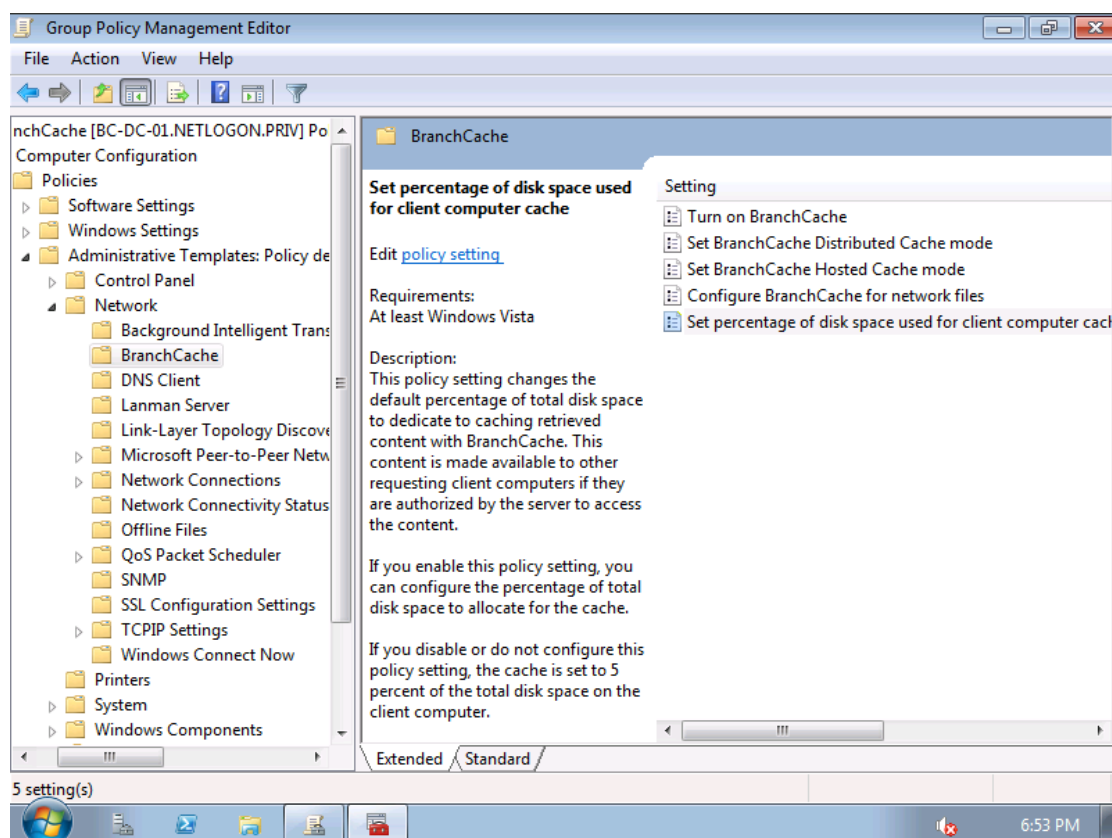 Group Policy Management Editor
File Action View Help
nchCache [BC-DC-01.NETLOGON.PRIV] Po
Computer Configuration
Policies
Software Settings
Windows Settings
Administrative Templates: Policy de
Control Panel
Network
Background Intelligent Trans
BranchCache
DNS Client
Lanman Server
Link-Layer Topology Discove
Microsoft Peer-to-Peer Netw
Network Connections
Network Connectivity Status
Offline Files
QoS Packet Scheduler
SNMP
SSL Configuration Settings
TCPIP Settings
Windows Connect Now
Printers
System
Windows Components
BranchCache
Set percentage of disk space used
for client computer cache
Edit policy setting
Requirements:
At least Windows Vista
Description:
This policy setting changes the
default percentage of total disk space
to dedicate to caching retrieved
content with BranchCache. This
content is made available to other
requesting client computers if they
are authorized by the server to access
the content.
If you enable this policy setting, you
can configure the percentage of total
disk space to allocate for the cache.
If you disable or do not configure this
policy setting, the cache is set to 5
percent of the total disk space on the
client computer.
Setting
Turn on BranchCache
Set BranchCache Distributed Cache mode
Set BranchCache Hosted Cache mode
Configure BranchCache for network files
Set percentage of disk space used for client computer cach
Extended Standard
5 setting(s)
6:53 PM